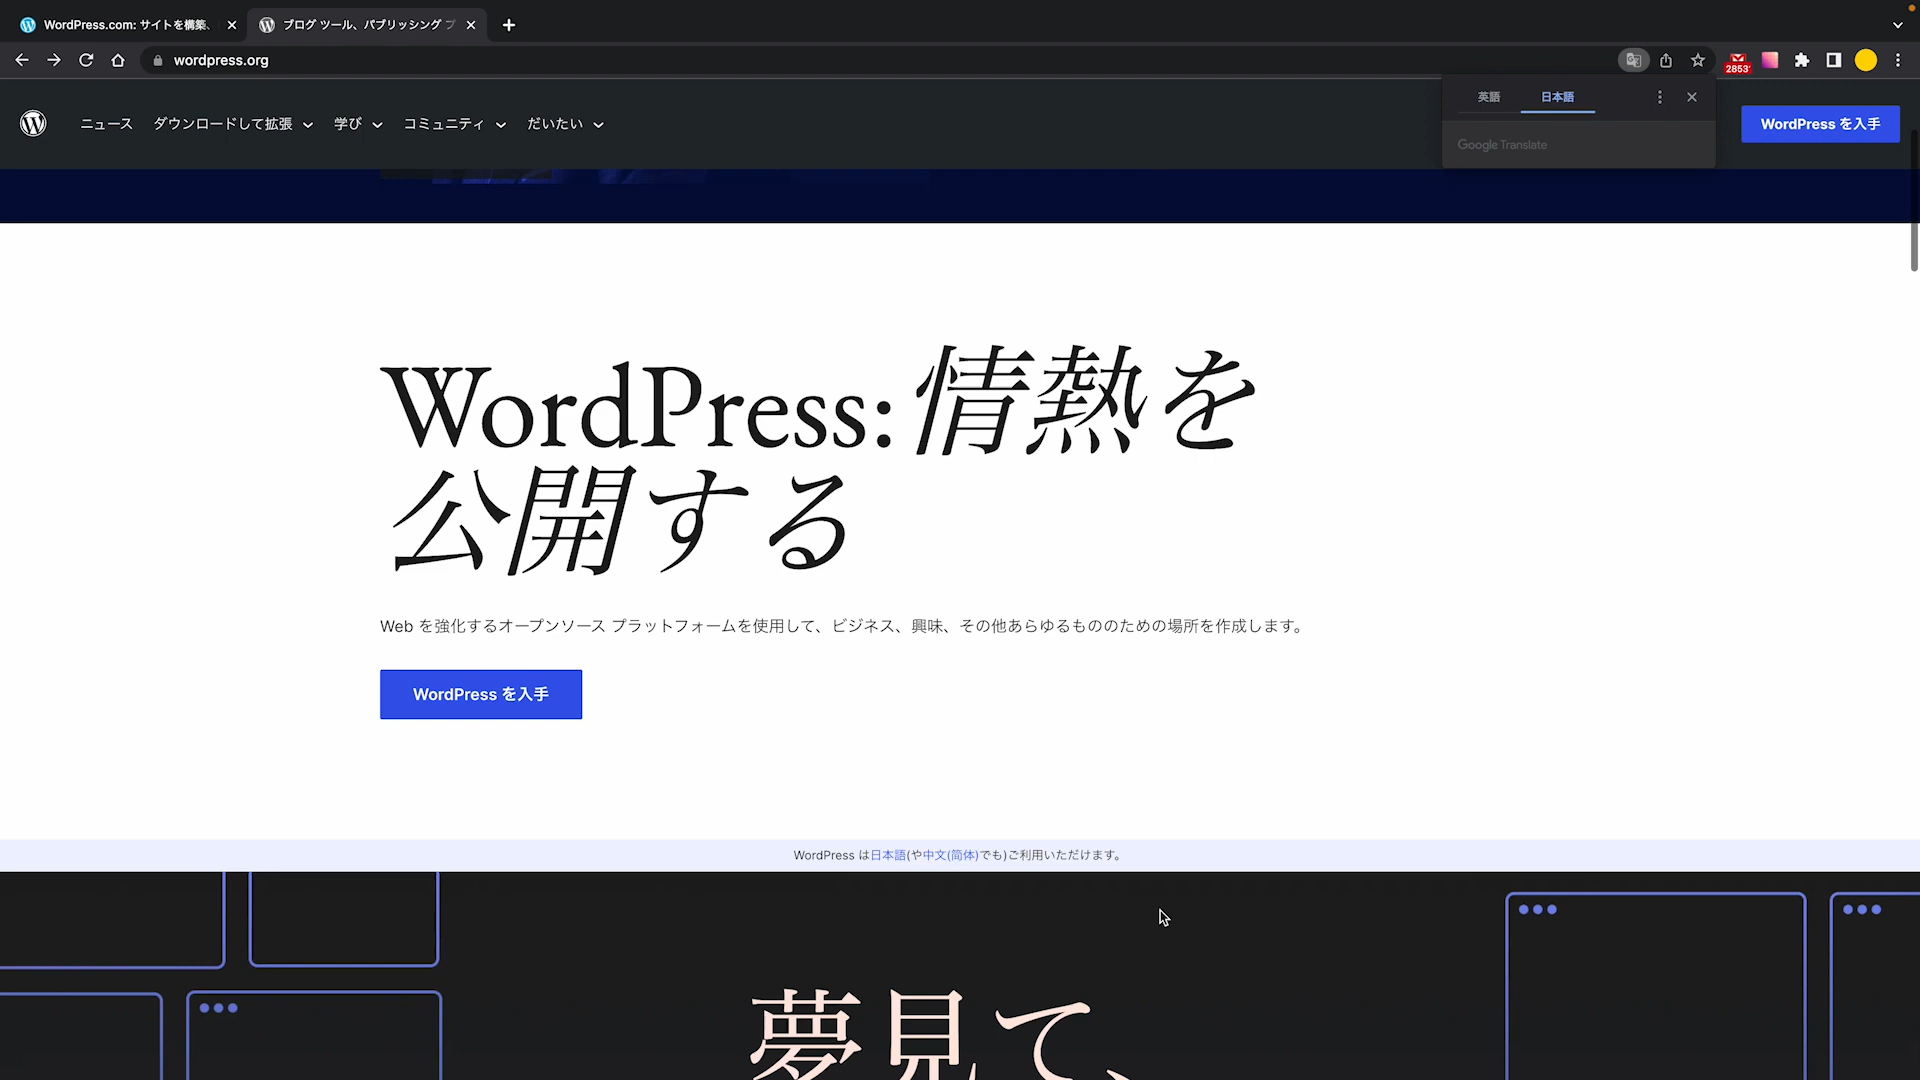 WordPress.com: サイトを構築、
ブログ ツール、パブリッシング プ
wordpress.org
2853
英語
日本語
Google Translate
ニュース
ダウンロードして拡張
学び
コミュニティ
だいたい
WordPress を入手
WordPress: 情熱を
公開する
Web を強化するオープンソース プラットフォームを使用して、ビジネス、興味、その他あらゆるもののための場所を作成します。
WordPress を入手
WordPress は日本語(や中文(简体)でも)ご利用いただけます。
夢見て、